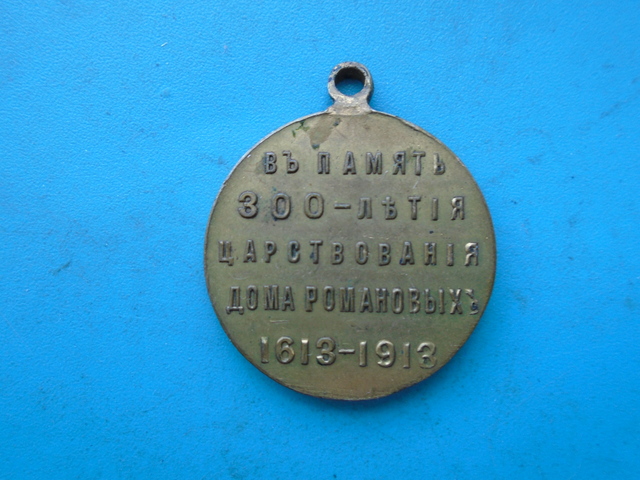 ВЪ ПАМЯТЬ
300-ЛѢТІЯ
ЦАРСТВОВАНІЯ
ДОМА РОМАНОВЫХЪ
1613-1913